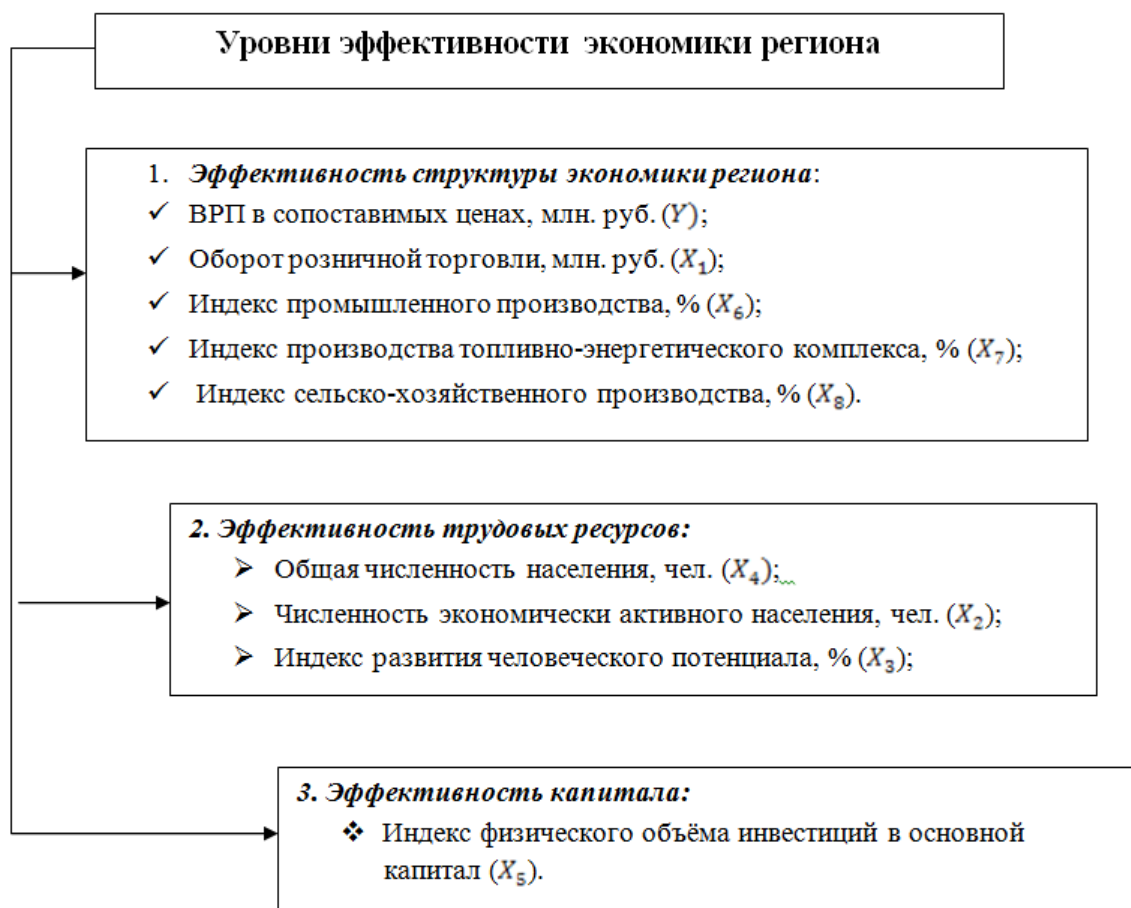 Уровни эффективности экономики региона
1. Эффективность структуры экономики региона:
✓ ВРП в сопоставимых ценах, млн. руб. (Y);
✓ Оборот розничной торговли, млн. руб. (X₁);
✓ Индекс промышленного производства, % (X₆);
✓ Индекс производства топливно-энергетического комплекса, % (X₇);
✓ Индекс сельско-хозяйственного производства, % (X₈).
2. Эффективность трудовых ресурсов:
➢ Общая численность населения, чел. (X₄);
➢ Численность экономически активного населения, чел. (X₂);
➢ Индекс развития человеческого потенциала, % (X₃);
3. Эффективность капитала:
❖ Индекс физического объёма инвестиций в основной
капитал (X₅).